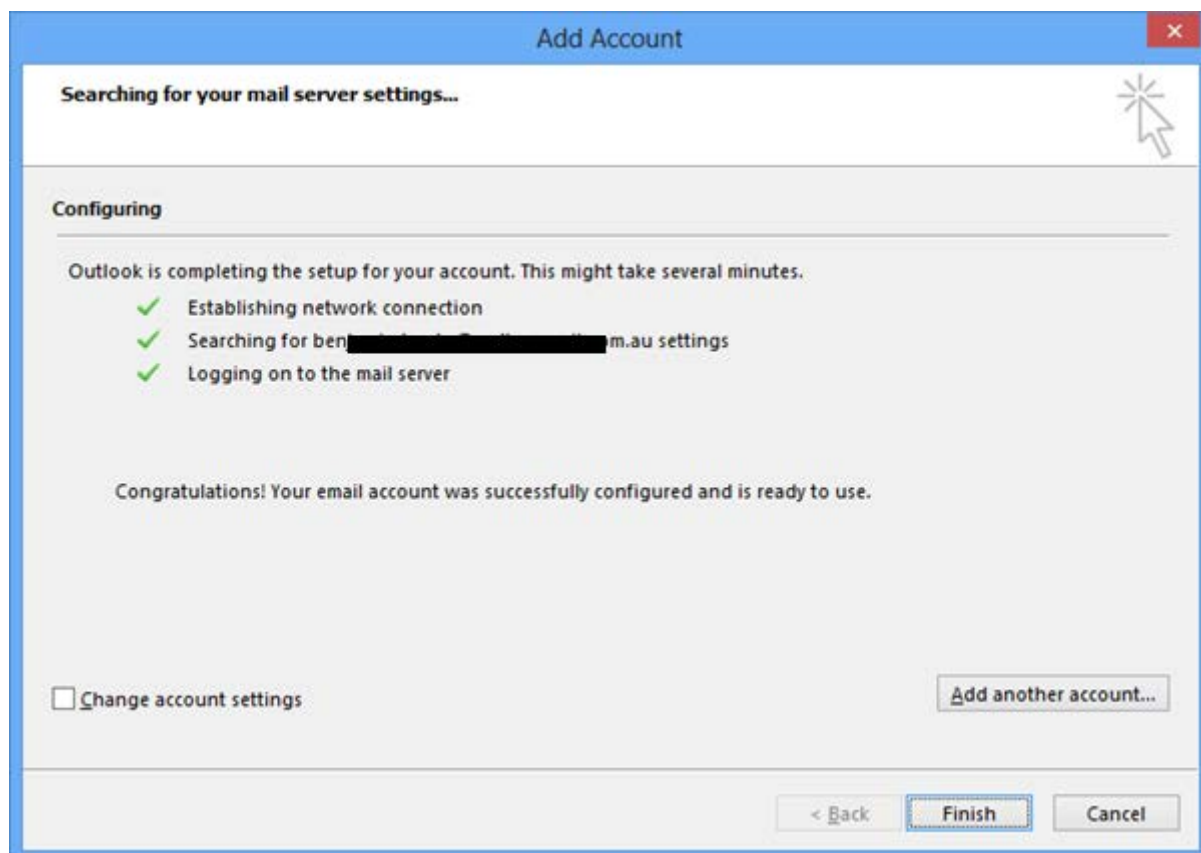 Add Account
Searching for your mail server settings...
Configuring
Outlook is completing the setup for your account. This might take several minutes.
Establishing network connection
Searching for settings
Logging on to the mail server
Congratulations! Your email account was successfully configured and is ready to use.
Change account settings
Add another account...
< Back
Finish
Cancel